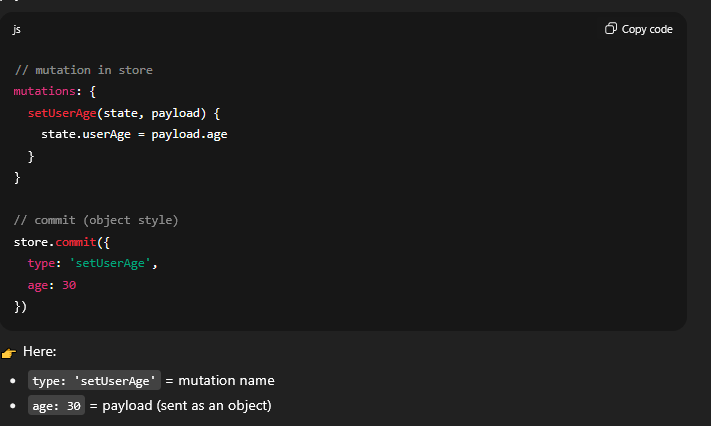 js
Copy code
// mutation in store
mutations: {
  setUserAge(state, payload) {
    state.userAge = payload.age
  }
}
// commit (object style)
store.commit({
  type: 'setUserAge',
  age: 30
})
👉 Here:
• type: 'setUserAge' = mutation name
• age: 30 = payload (sent as an object)